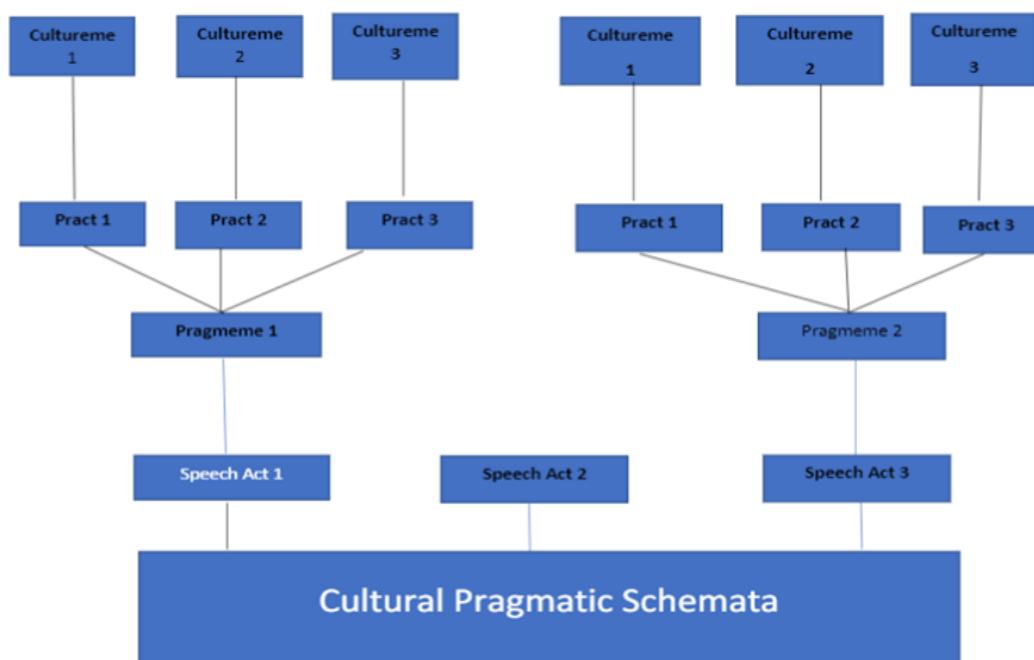 Cultureme
1
Cultureme
2
Cultureme
3
Cultureme
1
Cultureme
2
Cultureme
3
Pract 1
Pract 2
Pract 3
Pract 1
Pract 2
Pract 3
Pragmeme 1
Pragmeme 2
Speech Act 1
Speech Act 2
Speech Act 3
Cultural Pragmatic Schemata